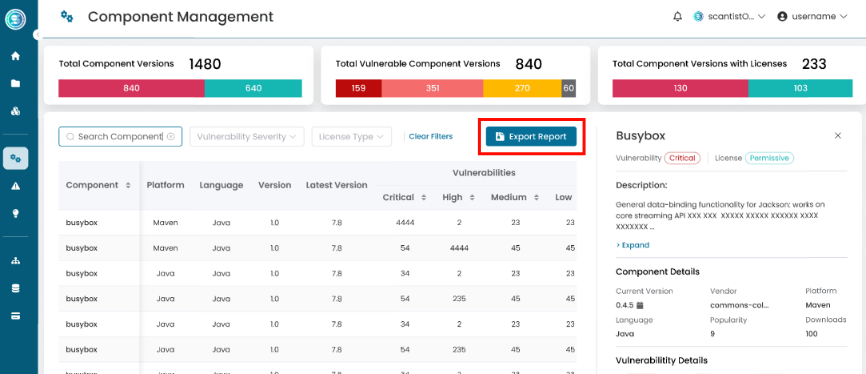 Component Management
scantistO...
username
Total Component Versions 1480
840 640
Total Vulnerable Component Versions 840
159 351 270 60
Total Component Versions with Licenses 233
130 103
Search Component
Vulnerability Severity
License Type
Clear Filters
Export Report
Component Platform Language Version Latest Version Vulnerabilities
Critical High Medium Low
busybox Maven Java 1.0 7.8 4444 2 23 23
busybox Maven Java 1.0 7.8 54 4444 45 45
busybox Java Java 1.0 7.8 34 2 23 23
busybox Java Java 1.0 7.8 54 235 45 45
busybox Java Java 1.0 7.8 34 2 23 23
busybox Java Java 1.0 7.8 54 235 45 45
Busybox
Vulnerability Critical License Permissive
Description:
General data-binding functionality for Jackson: works on
core streaming API XXX XXX XXXXX XXXXX XXXXXX XXXX
XXXXXXX ...
> Expand
Component Details
Current Version Vendor Platform
0.4.5 commons-col... Maven
Language Popularity Downloads
Java 9 100
Vulnerabilitity Details